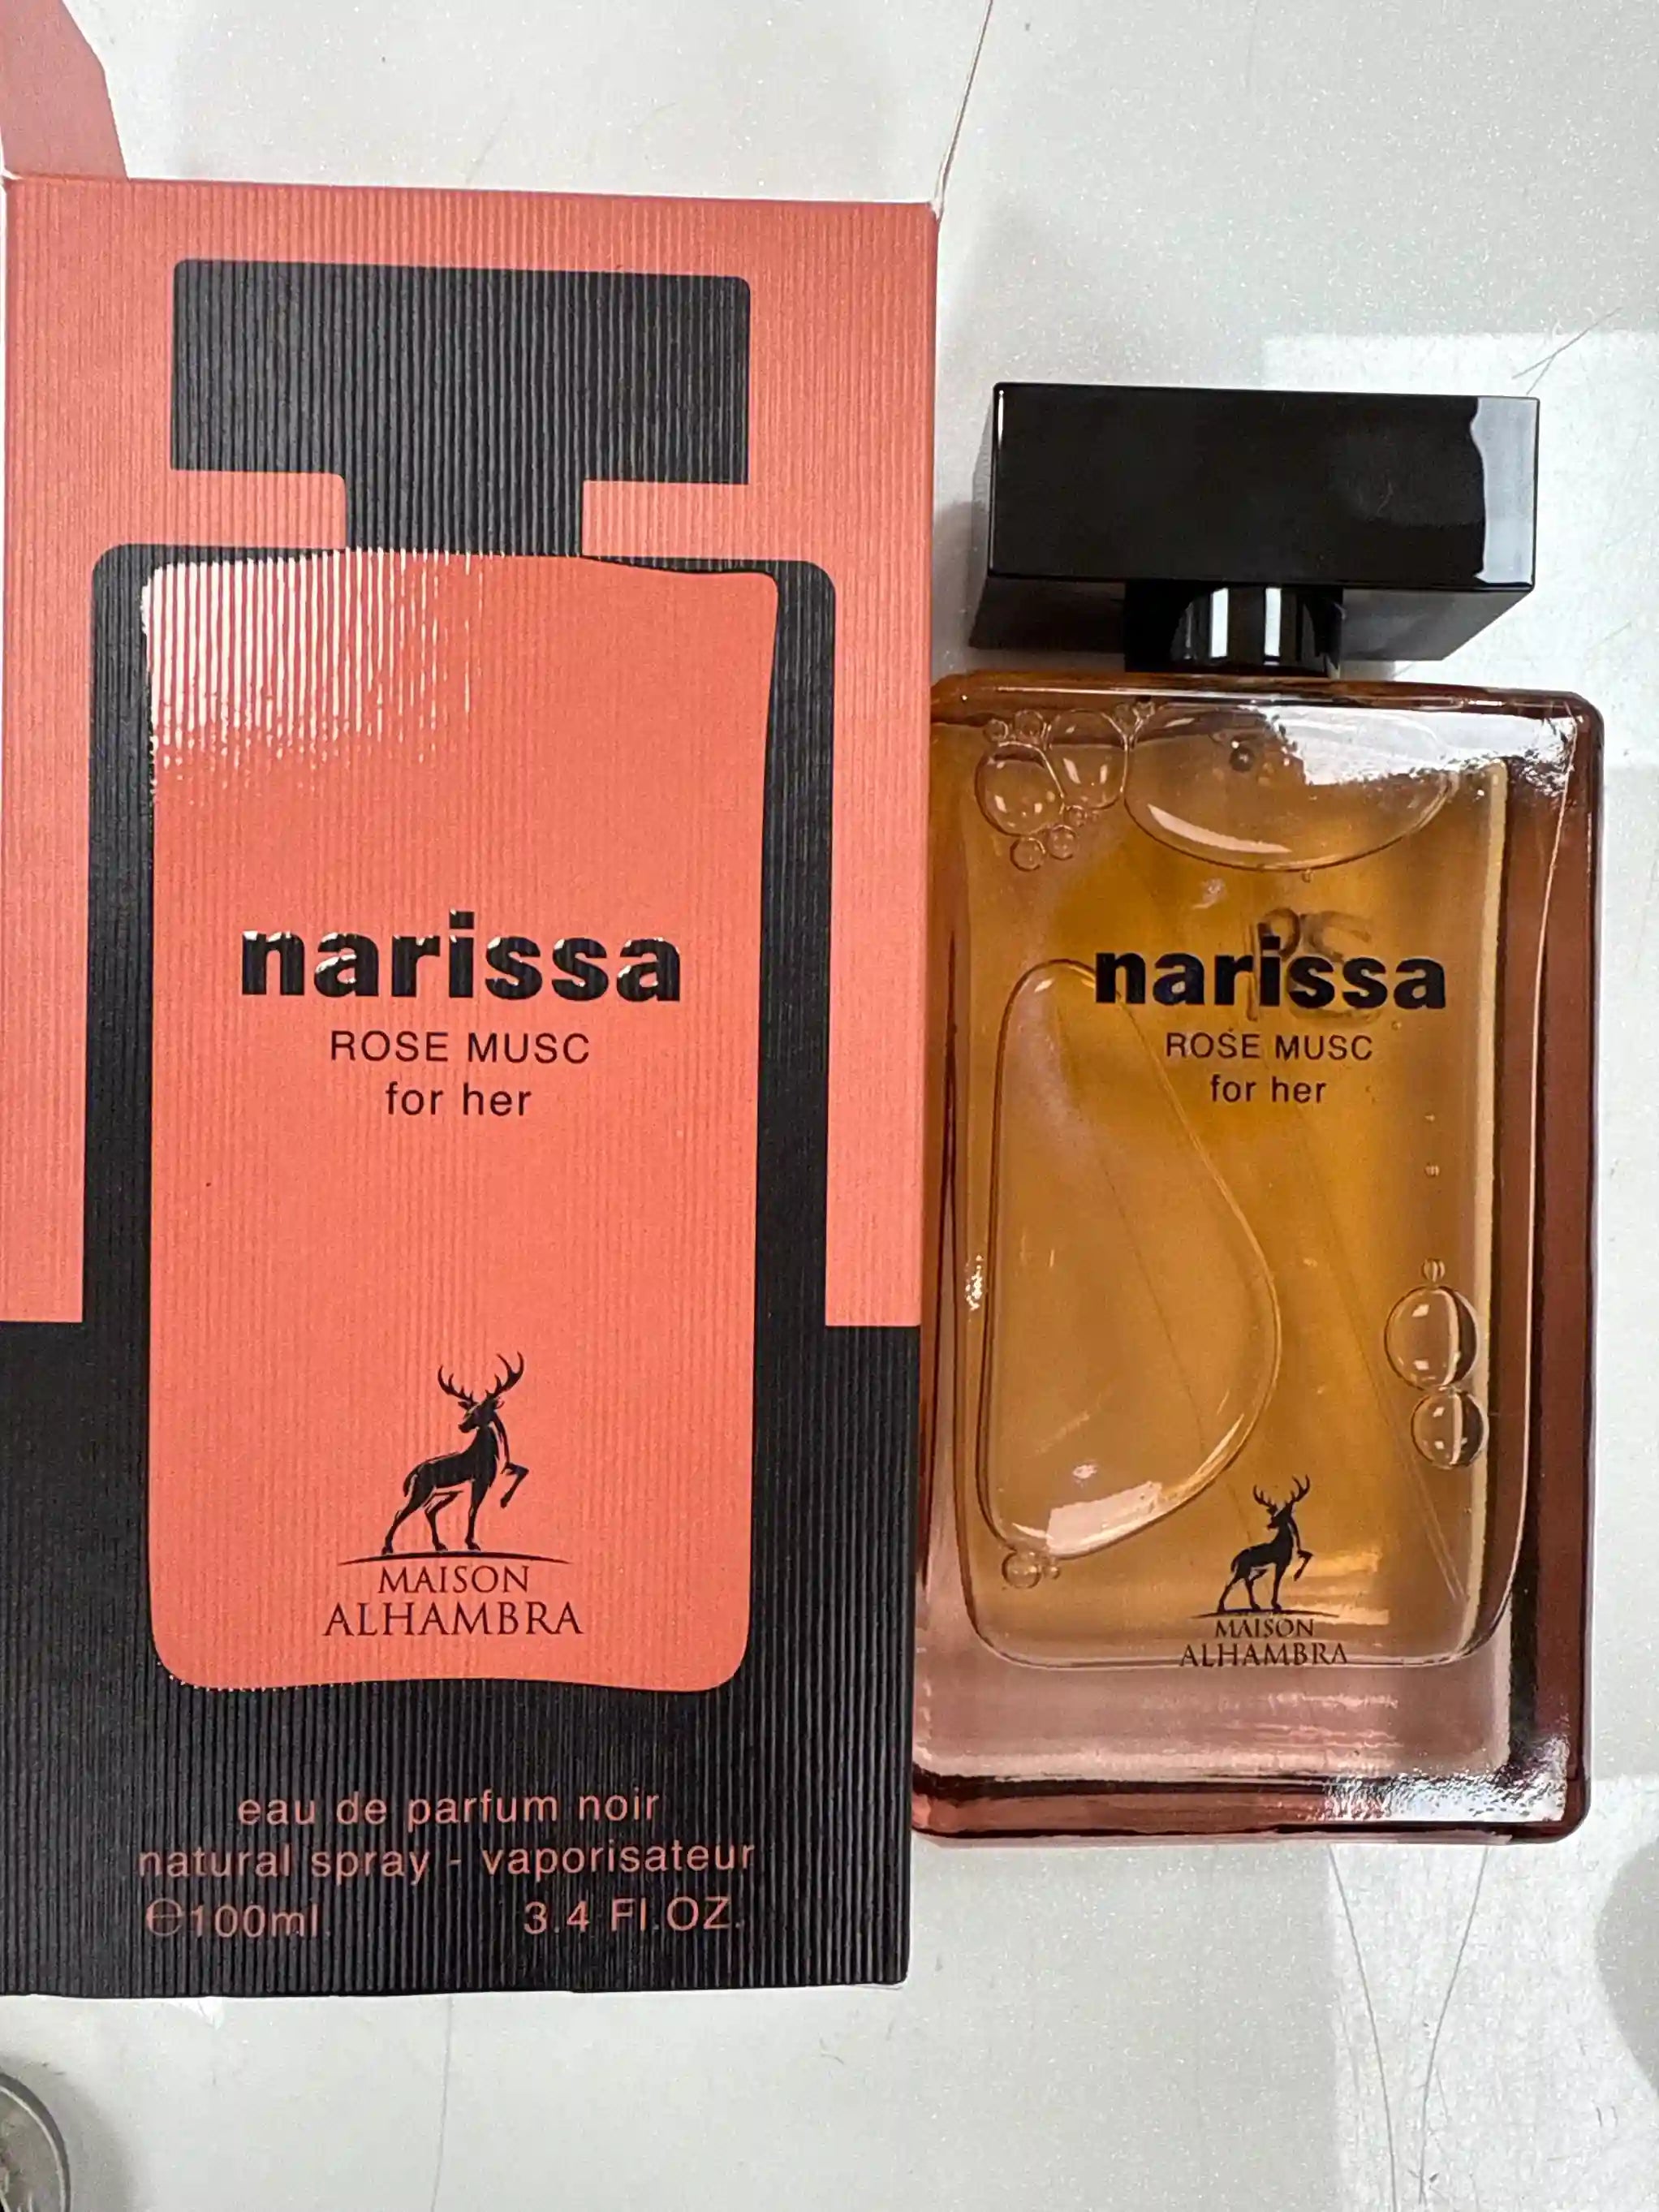 narissa
ROSE MUSC
for her
MAISON
ALHAMBRA
eau de parfum noir
natural spray - vaporisateur
℮100ml. 3.4 Fl.OZ.
narissa
ROSE MUSC
for her
MAISON
ALHAMBRA